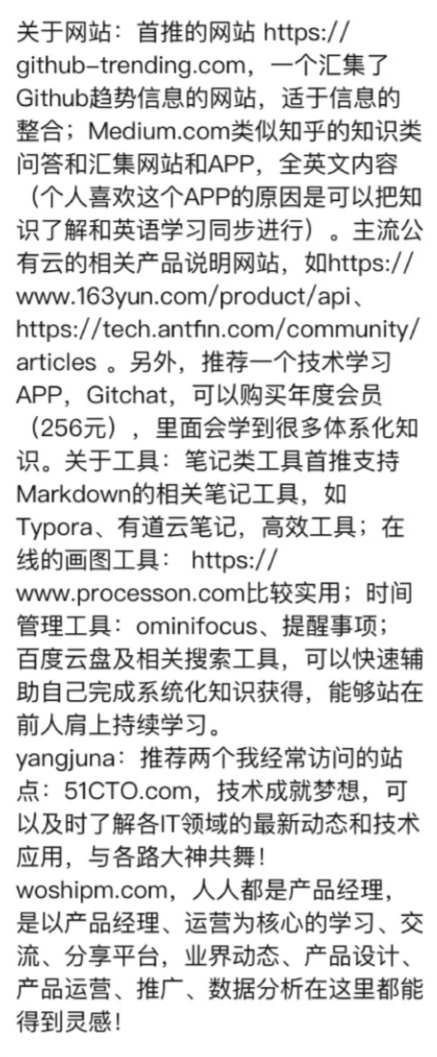 关于网站：首推的网站 https://
github-trending.com，一个汇集了
Github趋势信息的网站，适于信息的
整合；Medium.com类似知乎的知识类
问答和汇集网站和APP，全英文内容
（个人喜欢这个APP的原因是可以把知
识了解和英语学习同步进行）。主流公
有云的相关产品说明网站，如https://
www.163yun.com/product/api、
https://tech.antfin.com/community/
articles 。另外，推荐一个技术学习
APP，Gitchat，可以购买年度会员
（256元），里面会学到很多体系化知
识。关于工具：笔记类工具首推支持
Markdown的相关笔记工具，如
Typora、有道云笔记，高效工具；在
线的画图工具： https://
www.processon.com比较实用；时间
管理工具：ominifocus、提醒事项；
百度云盘及相关搜索工具，可以快速辅
助自己完成系统化知识获得，能够站在
前人肩上持续学习。
yangjuna：推荐两个我经常访问的站
点：51CTO.com，技术成就梦想，可
以及时了解各IT领域的最新动态和技术
应用，与各路大神共舞！
woshipm.com，人人都是产品经理，
是以产品经理、运营为核心的学习、交
流、分享平台，业界动态、产品设计、
产品运营、推广、数据分析在这里都能
得到灵感！